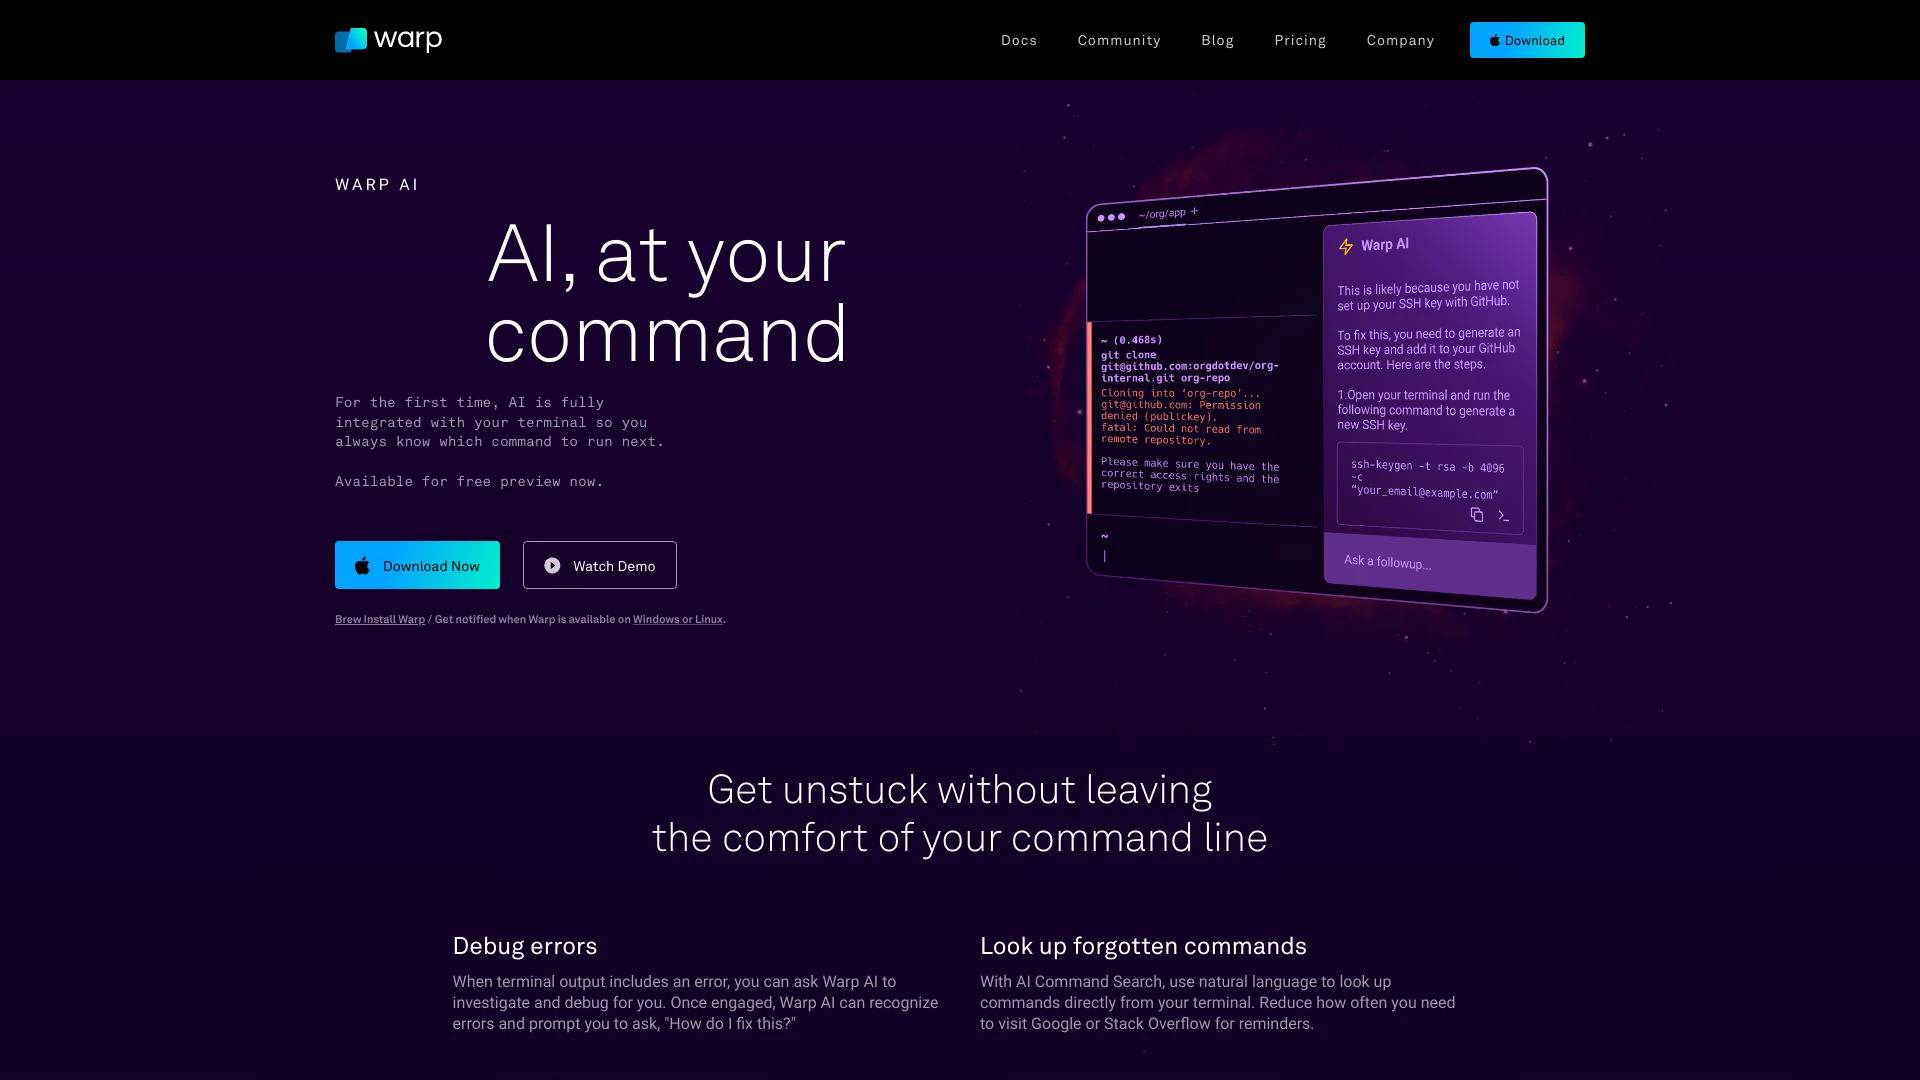 warp
Docs
Community
Blog
Pricing
Company
Download
WARP AI
AI, at your
command
For the first time, AI is fully
integrated with your terminal so you
always know which command to run next.
Available for free preview now.
Download Now
Watch Demo
Brew Install Warp / Get notified when Warp is available on Windows or Linux.
~/org/app +
~ (0.468s)
git clone
git@github.com:orgdotdev/org-
internal.git org-repo
Cloning into ‘org-repo’...
git@github.com: Permission
denied (publickey).
fatal: Could not read from
remote repository.
Please make sure you have the
correct access rights and the
repository exits
~
Warp AI
This is likely because you have not
set up your SSH key with GitHub.
To fix this, you need to generate an
SSH key and add it to your GitHub
account. Here are the steps.
1.Open your terminal and run the
following command to generate a
new SSH key.
ssh-keygen -t rsa -b 4096
-c
“your_email@example.com”
Ask a followup...
Get unstuck without leaving
the comfort of your command line
Debug errors
When terminal output includes an error, you can ask Warp AI to
investigate and debug for you. Once engaged, Warp AI can recognize
errors and prompt you to ask, "How do I fix this?"
Look up forgotten commands
With AI Command Search, use natural language to look up
commands directly from your terminal. Reduce how often you need
to visit Google or Stack Overflow for reminders.